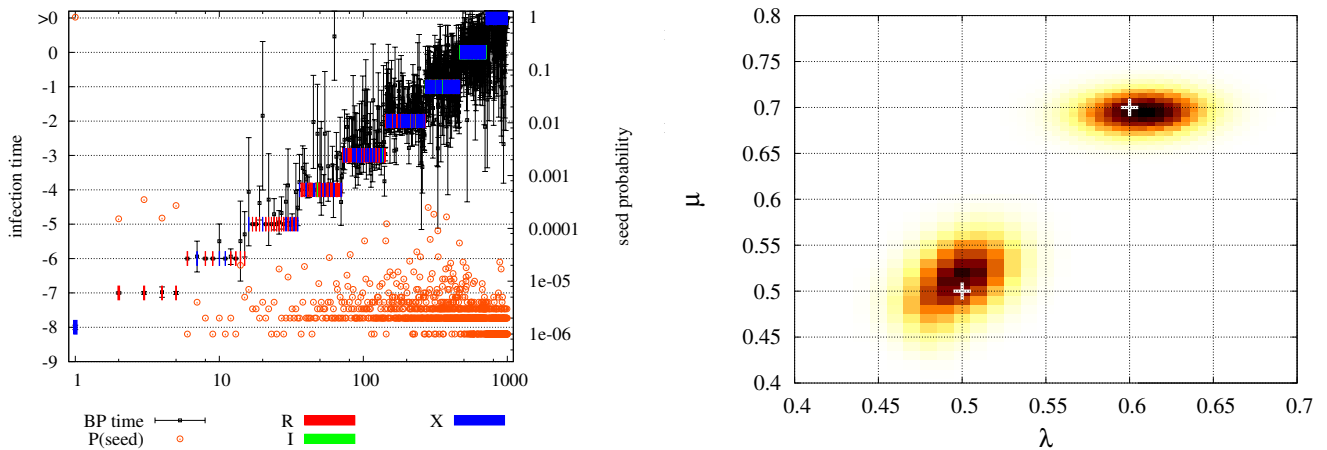 >0
0
-1
-2
-3
-4
-5
-6
-7
-8
-9
infection time
1
0.1
0.01
0.001
0.0001
1e-05
1e-06
seed probability
1 10 100 1000
BP time
P(seed)
R
I
X
0.8
0.75
0.7
0.65
0.6
0.55
0.5
0.45
0.4
μ
0.4 0.45 0.5 0.55 0.6 0.65 0.7
λ